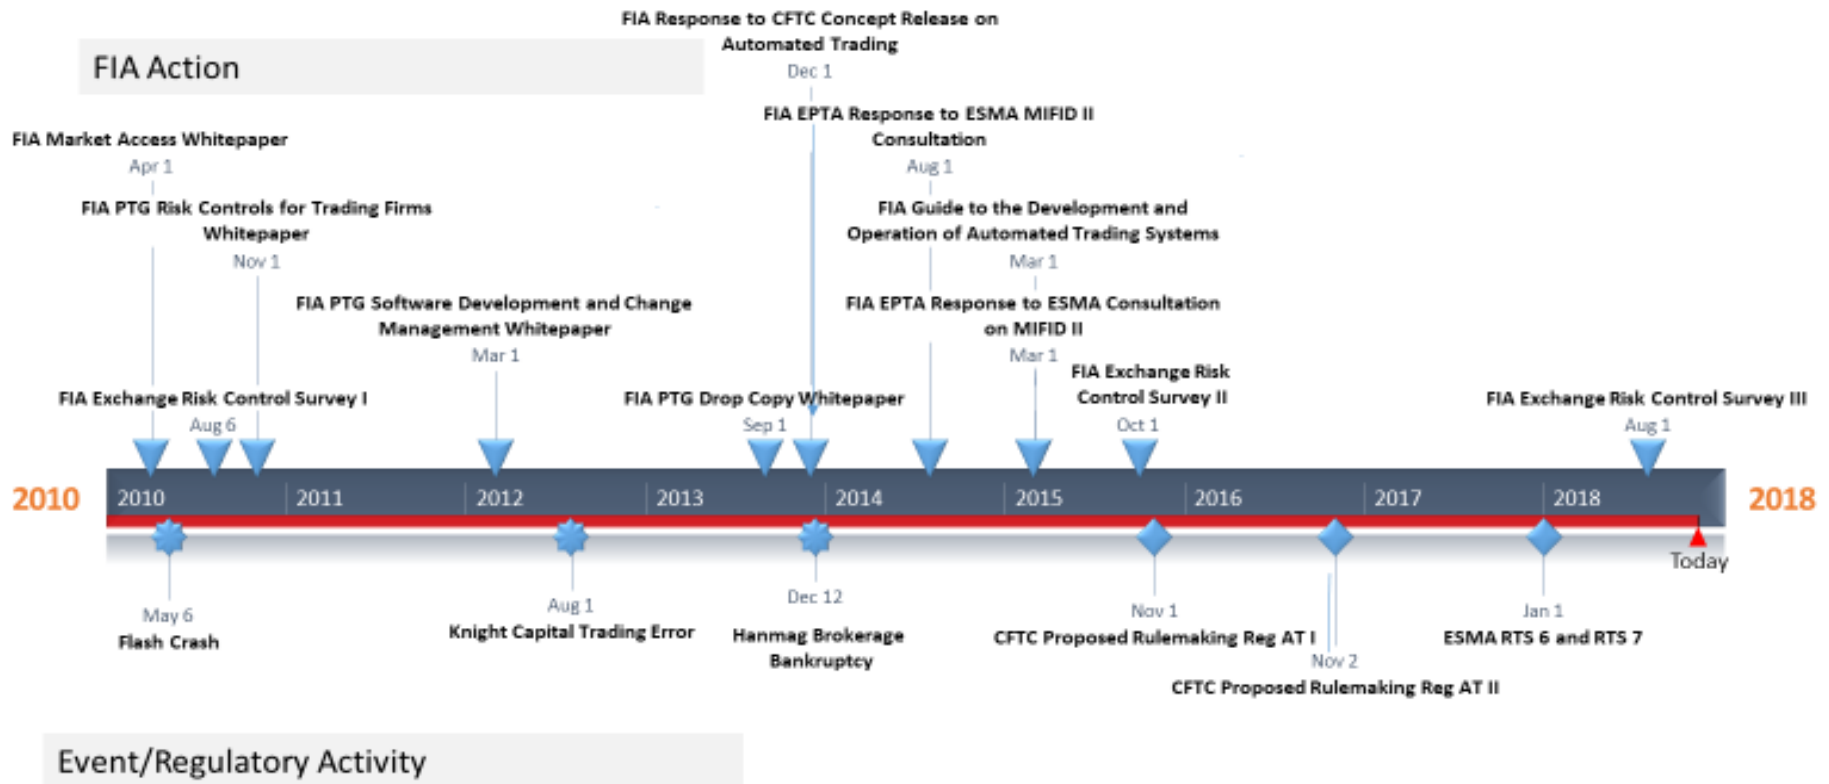 FIA Response to CFTC Concept Release on
Automated Trading
Dec 1
FIA Action
FIA EPTA Response to ESMA MIFID II
Consultation
Aug 1
FIA Market Access Whitepaper
Apr 1
FIA PTG Risk Controls for Trading Firms
Whitepaper
Nov 1
FIA Guide to the Development and
Operation of Automated Trading Systems
Mar 1
FIA PTG Software Development and Change
Management Whitepaper
Mar 1
FIA EPTA Response to ESMA Consultation
on MIFID II
Mar 1
FIA Exchange Risk Control Survey I
Aug 6
FIA PTG Drop Copy Whitepaper
Sep 1
FIA Exchange Risk
Control Survey II
Oct 1
FIA Exchange Risk Control Survey III
Aug 1
2010
2010
2011
2012
2013
2014
2015
2016
2017
2018
2018
Today
May 6
Flash Crash
Aug 1
Knight Capital Trading Error
Dec 12
Hanmag Brokerage
Bankruptcy
Nov 1
CFTC Proposed Rulemaking Reg AT I
Nov 2
CFTC Proposed Rulemaking Reg AT II
Jan 1
ESMA RTS 6 and RTS 7
Event/Regulatory Activity